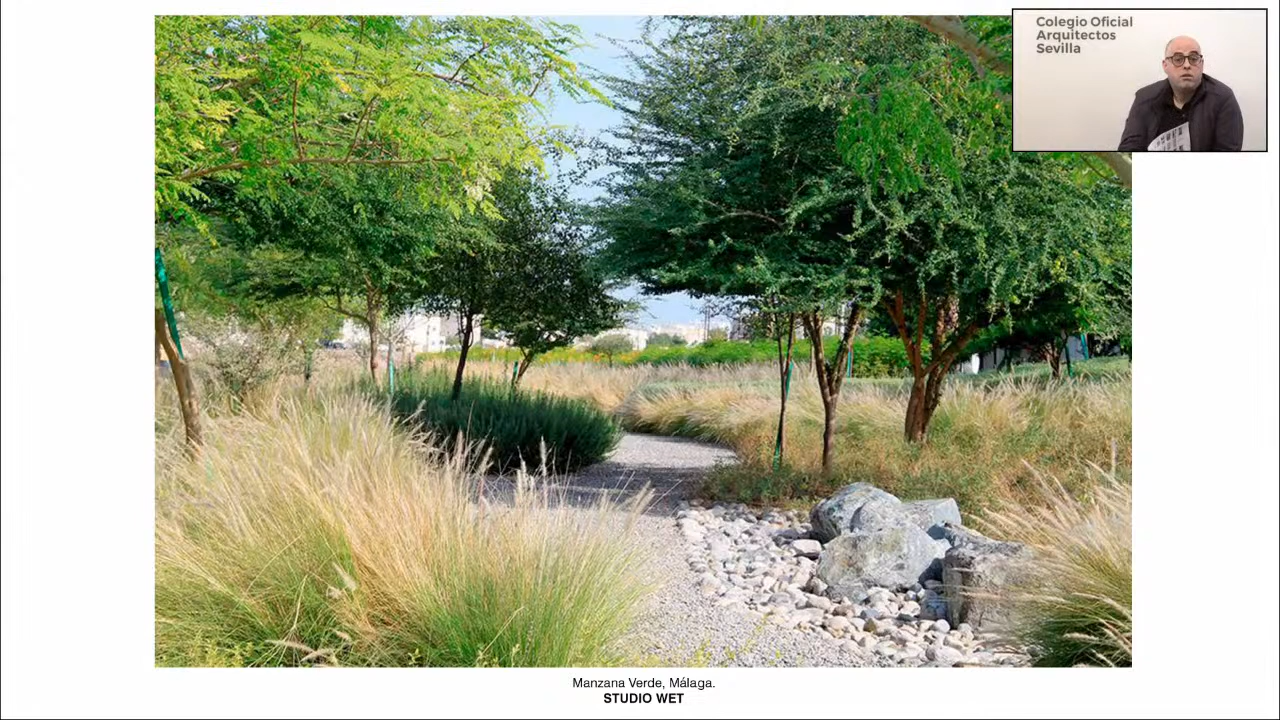 Colegio Oficial
Arquitectos
Sevilla
Manzana Verde, Málaga.
STUDIO WET